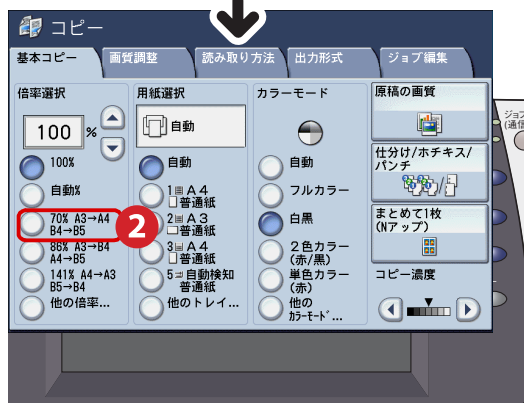 コピー
基本コピー
画質調整
読み取り方法
出力形式
ジョブ編集
倍率選択
100 %
100%
自動%
70% A3→A4
B4→B5
86% A3→B4
A4→B5
141% A4→A3
B5→B4
他の倍率...
2
用紙選択
自動
自動
1 A4
普通紙
2 A3
普通紙
3 A4
普通紙
5 自動検知
普通紙
他のトレイ...
カラーモード
自動
フルカラー
白黒
2色カラー
(赤/黒)
単色カラー
(赤)
他の
ｶﾗｰﾓｰﾄﾞ...
原稿の画質
仕分け/ホチキス/
パンチ
まとめて1枚
(Nアップ)
コピー濃度
(通信